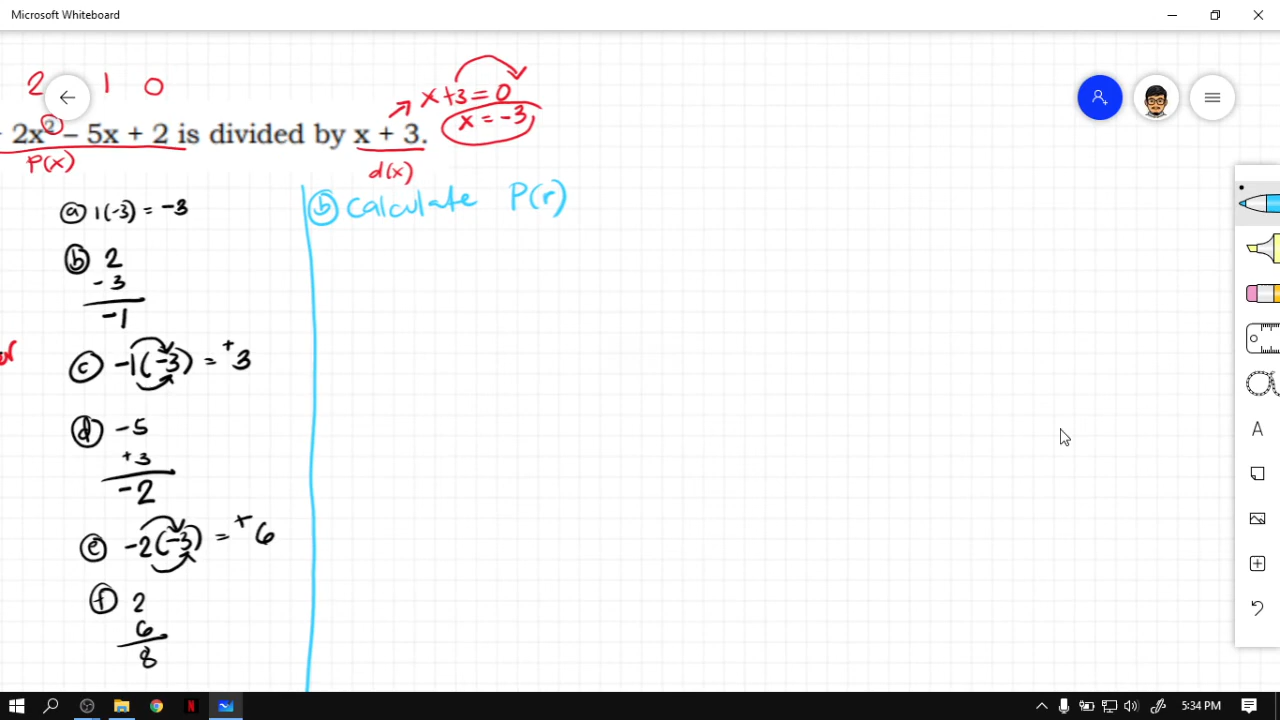 Microsoft Whiteboard
2 1 0
x + 3 = 0
x = -3
2x² – 5x + 2 is divided by x + 3.
P(x)
d(x)
ⓐ 1(-3) = -3
ⓑ 2
- 3
-1
ⓒ -1(-3) = +3
ⓓ -5
+3
-2
ⓔ -2(-3) = +6
ⓕ 2
6
8
ⓑ Calculate P(r)
A
5:34 PM